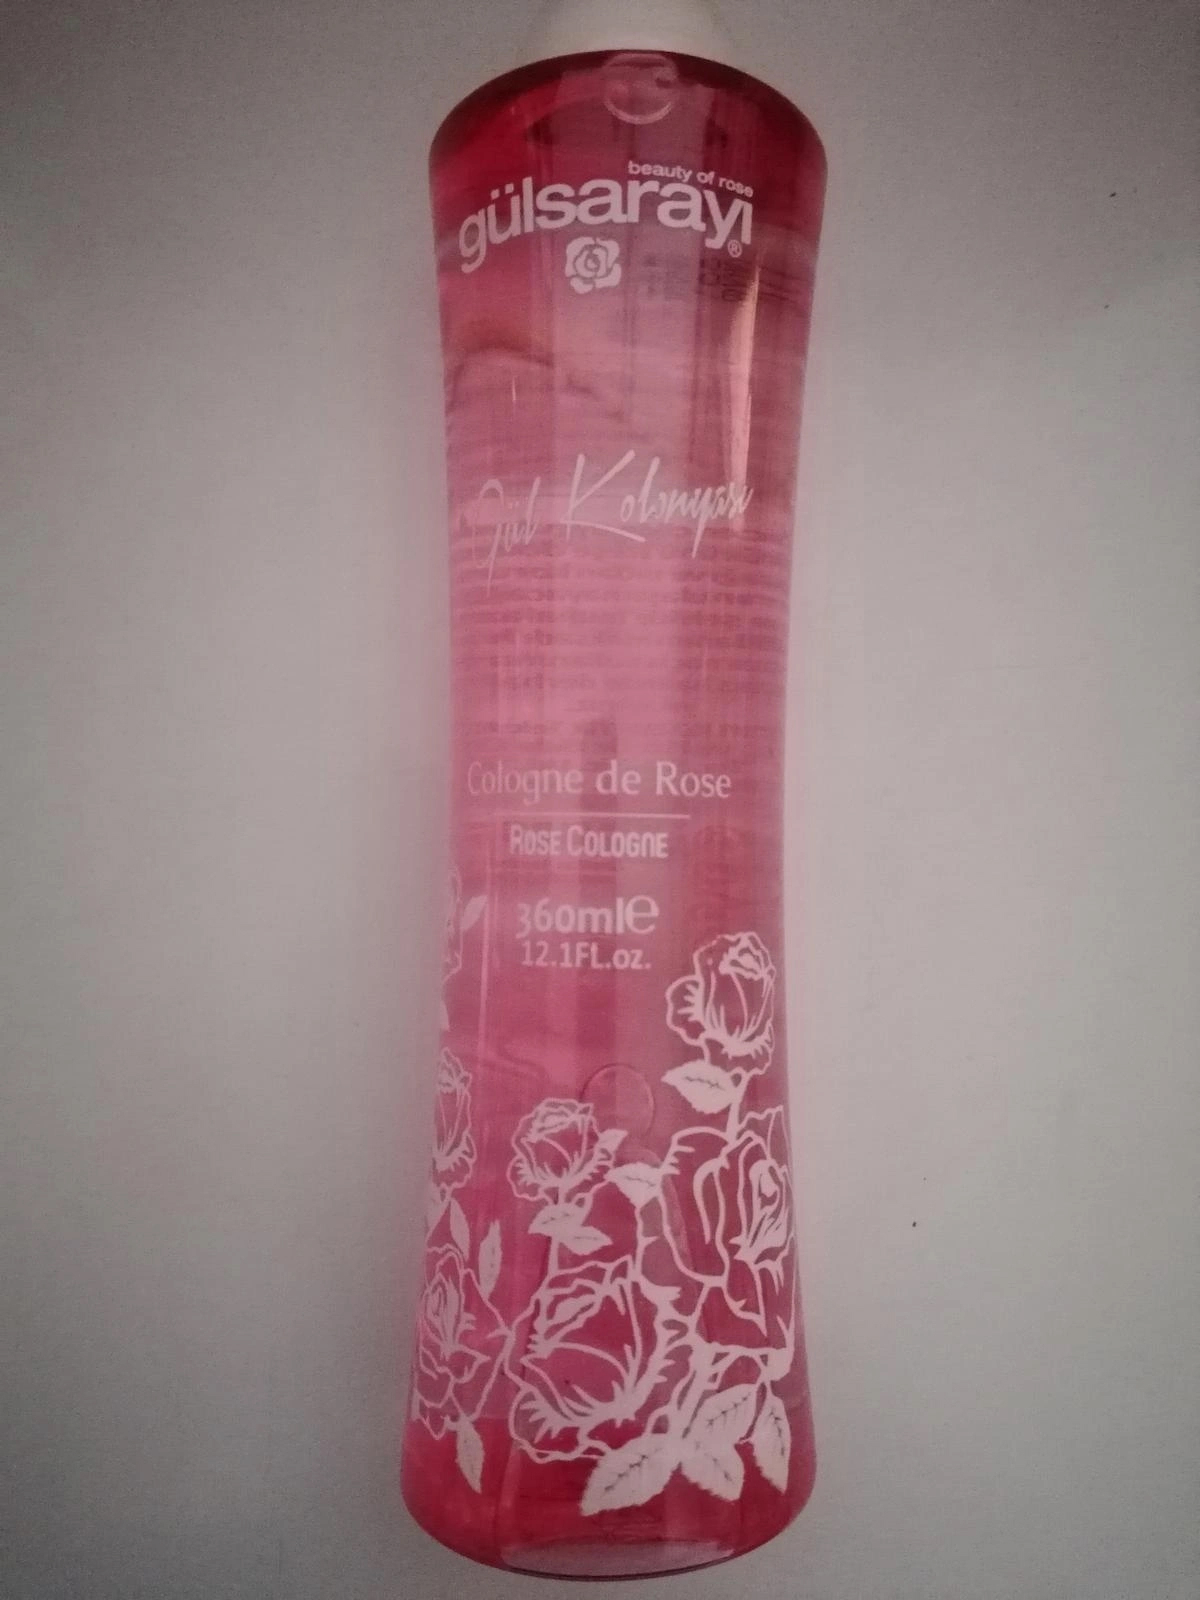 beauty of rose
gülsarayı®
Gül Kolonyası
Cologne de Rose
ROSE COLOGNE
360ml℮
12.1FL.oz.